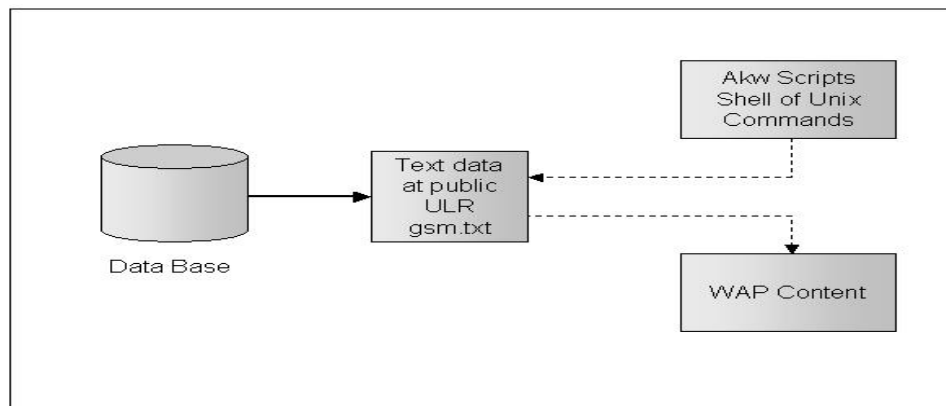 Akw Scripts
Shell of Unix
Commands
Text data
at public
ULR
gsm.txt
Data Base
WAP Content